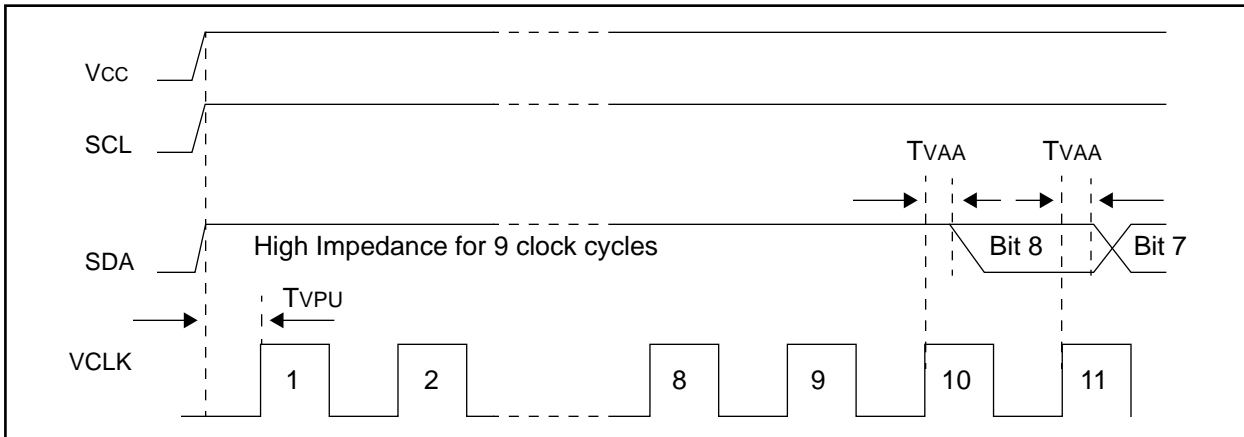 VCC
SCL
TVAA TVAA
SDA High Impedance for 9 clock cycles Bit 8 Bit 7
TVPU
VCLK 1 2 8 9 10 11